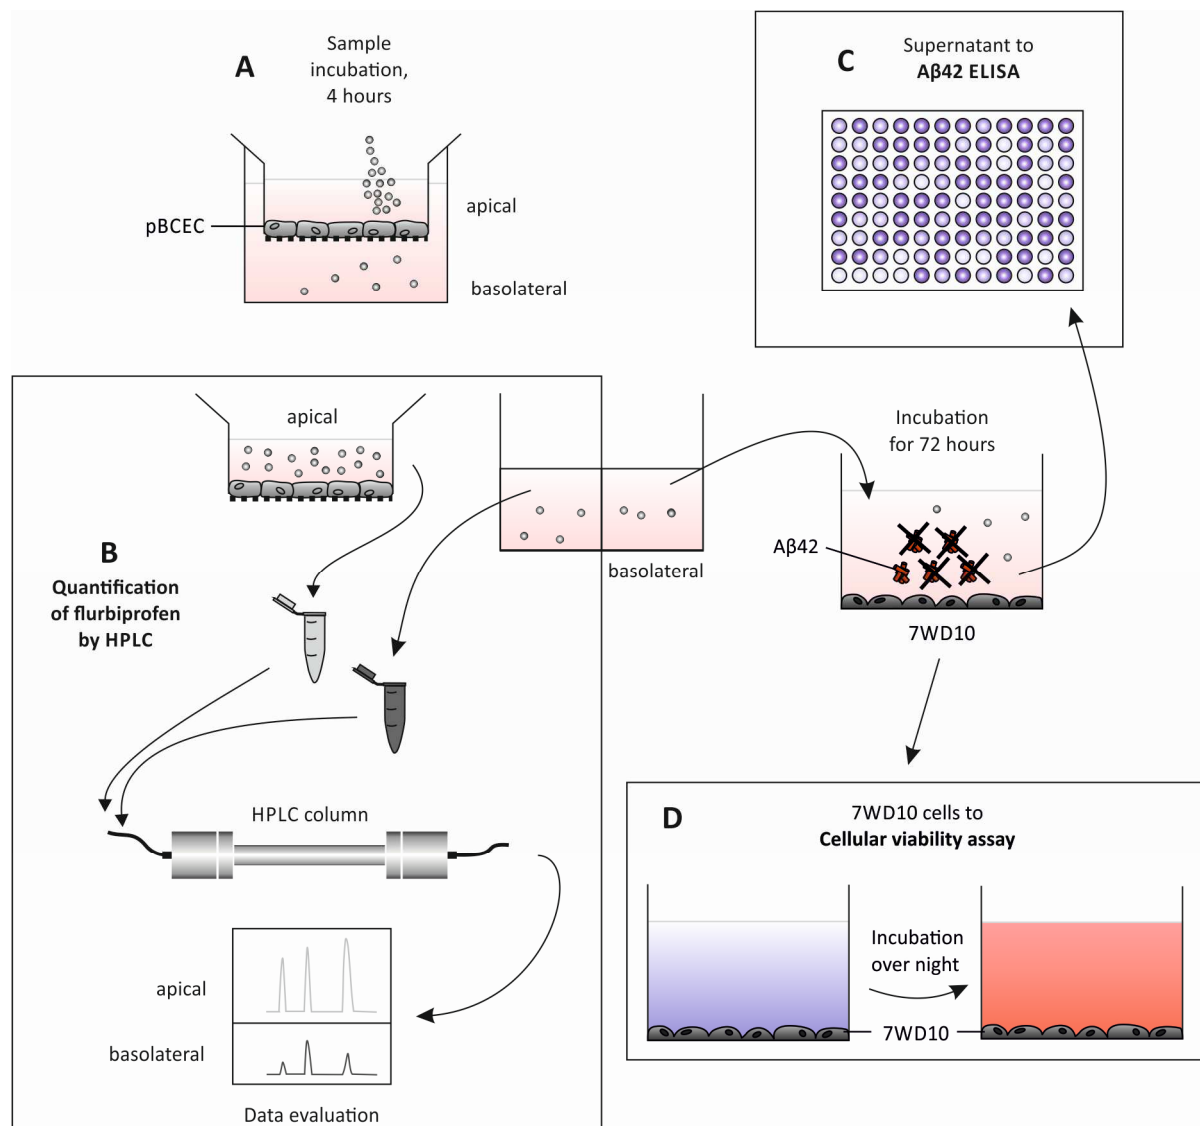 A
Sample
incubation,
4 hours
pBCEC
apical
basolateral
C
Supernatant to
Aβ42 ELISA
apical
B
Quantification
of flurbiprofen
by HPLC
basolateral
Incubation
for 72 hours
Aβ42
7WD10
HPLC column
apical
basolateral
Data evaluation
D
7WD10 cells to
Cellular viability assay
Incubation
over night
7WD10